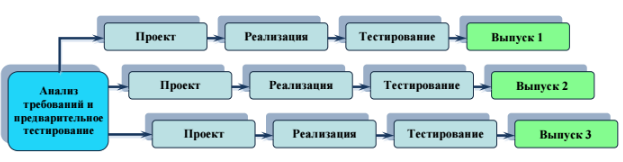 Проект Реализация Тестирование Выпуск 1
Анализ
требований и
предварительное
тестирование
Проект Реализация Тестирование Выпуск 2
Проект Реализация Тестирование Выпуск 3